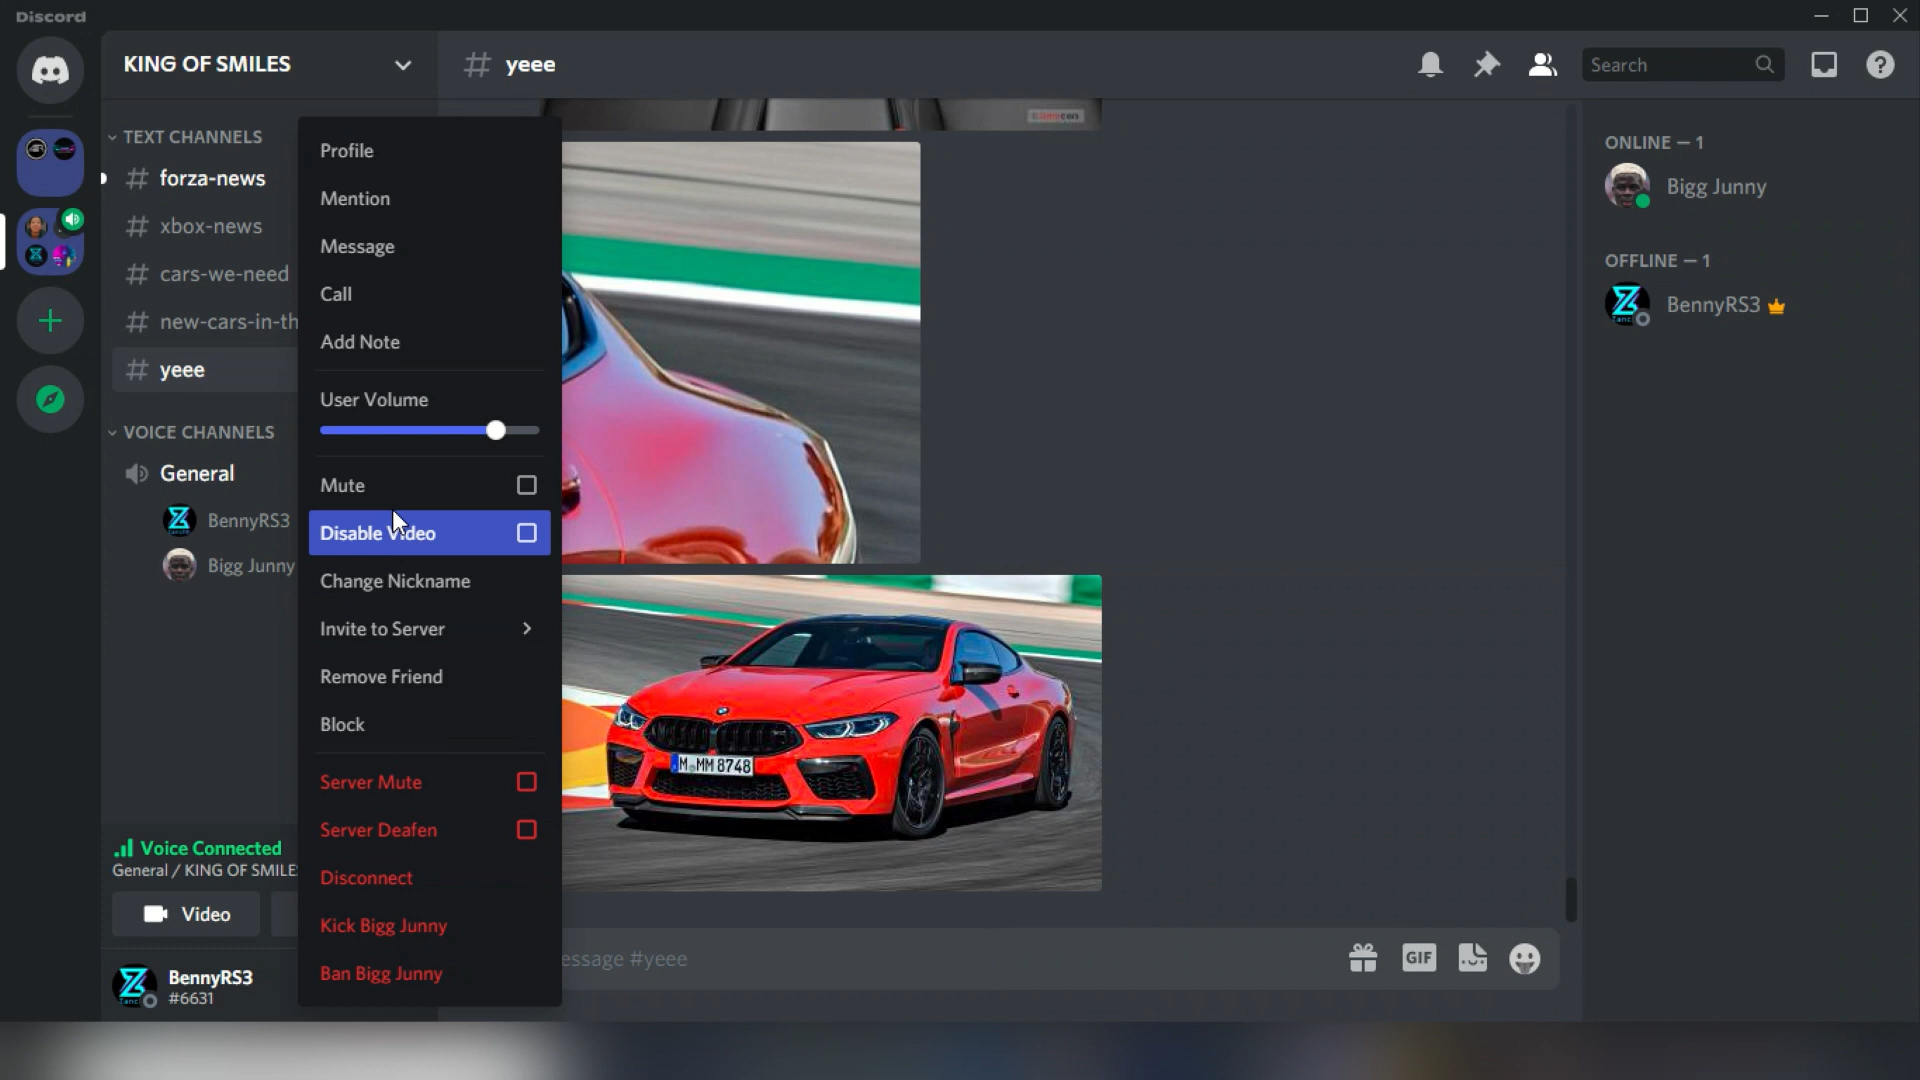 Discord
KING OF SMILES
# yeee
Search
TEXT CHANNELS
# forza-news
# xbox-news
# cars-we-need
# new-cars-in-th
# yeee
VOICE CHANNELS
General
BennyRS3
Bigg Junny
Voice Connected
General / KING OF SMILE
Video
BennyRS3
#6631
Profile
Mention
Message
Call
Add Note
User Volume
Mute
Disable Video
Change Nickname
Invite to Server
Remove Friend
Block
Server Mute
Server Deafen
Disconnect
Kick Bigg Junny
Ban Bigg Junny
M MM 8748
essage #yeee
GIF
ONLINE — 1
Bigg Junny
OFFLINE — 1
BennyRS3